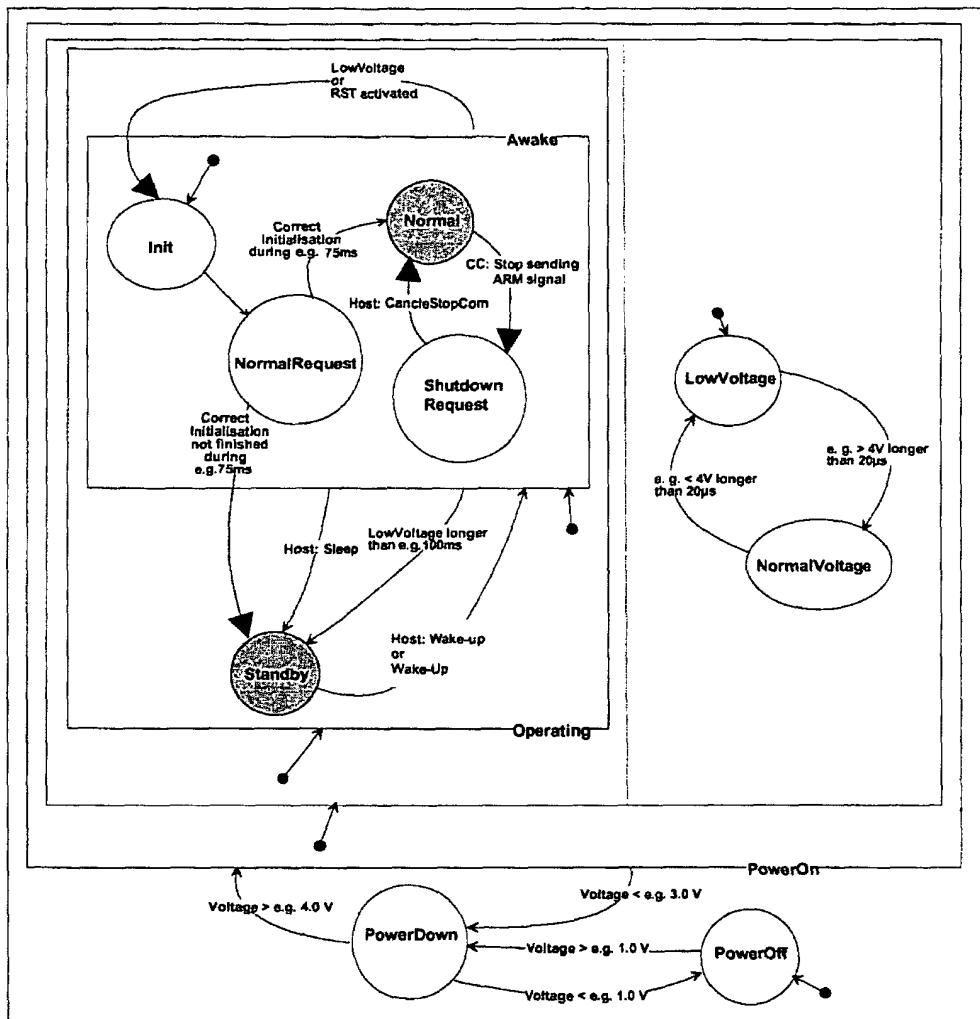 LowVoltage
or
RST activated
Awake
Init
Correct
Initialisation
during e.g. 75ms
Normal
CC: Stop sending
ARM signal
Host: CancleStopCom
NormalRequest
Shutdown
Request
Correct
Initialisation
not finished
during
e.g.75ms
LowVoltage
e. g. > 4V longer
than 20µs
e. g. < 4V longer
than 20µs
NormalVoltage
Host: Sleep
LowVoltage longer
than e.g.100ms
Host: Wake-up
or
Wake-Up
Standby
Operating
PowerOn
Voltage > e.g. 4.0 V
Voltage < e.g. 3.0 V
PowerDown
Voltage > e.g. 1.0 V
PowerOff
Voltage < e.g. 1.0 V